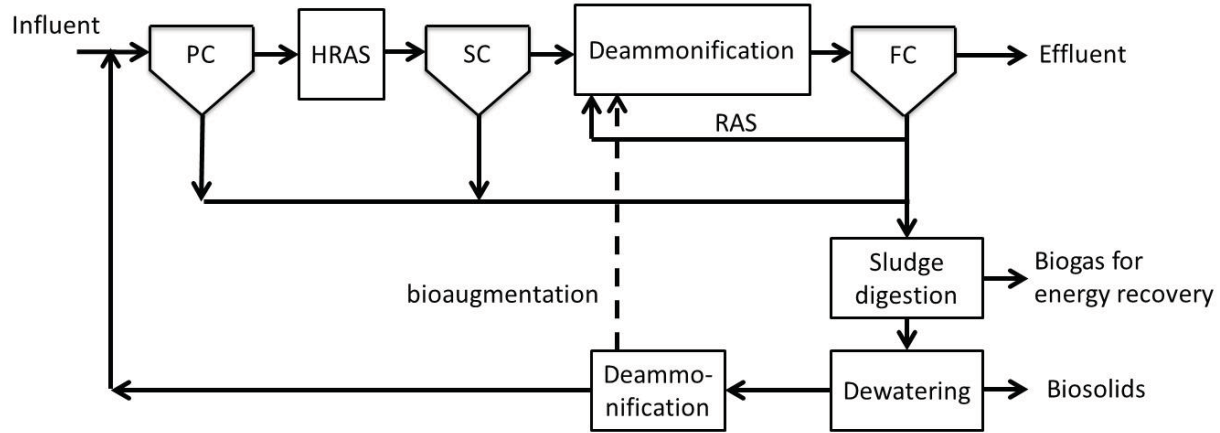 Influent
PC
HRAS
SC
Deammonification
FC
Effluent
RAS
Sludge
digestion
Biogas for
energy recovery
bioaugmentation
Deammo-
nification
Dewatering
Biosolids